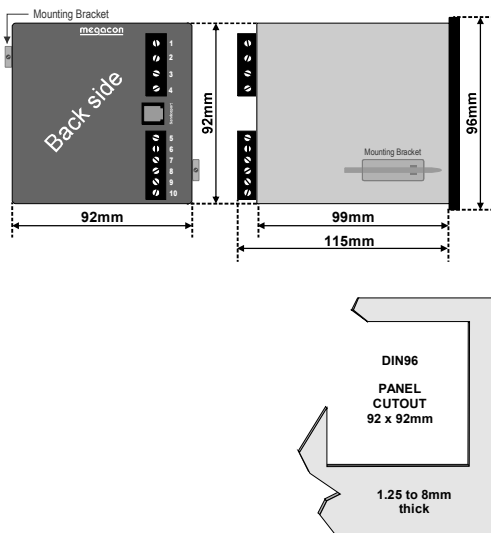 Mounting Bracket
megacon
Back side
1
2
3
4
5
6
7
8
9
10
92mm
92mm
Mounting Bracket
96mm
99mm
115mm
DIN96
PANEL
CUTOUT
92 x 92mm
1.25 to 8mm
thick